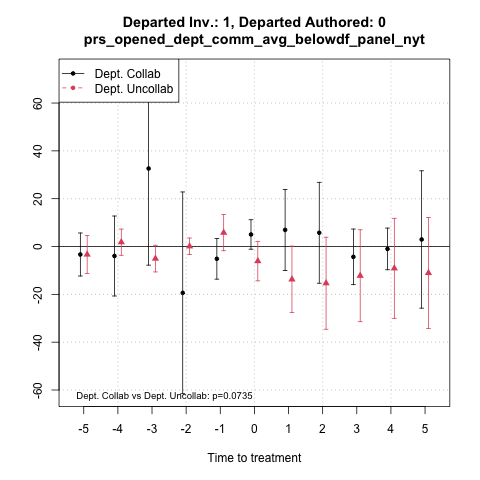 Departed Inv.: 1, Departed Authored: 0
prs_opened_dept_comm_avg_belowdf_panel_nyt
Dept. Collab
Dept. Uncollab
60
40
20
0
-20
-40
-60
Dept. Collab vs Dept. Uncollab: p=0.0735
-5 -4 -3 -2 -1 0 1 2 3 4 5
Time to treatment